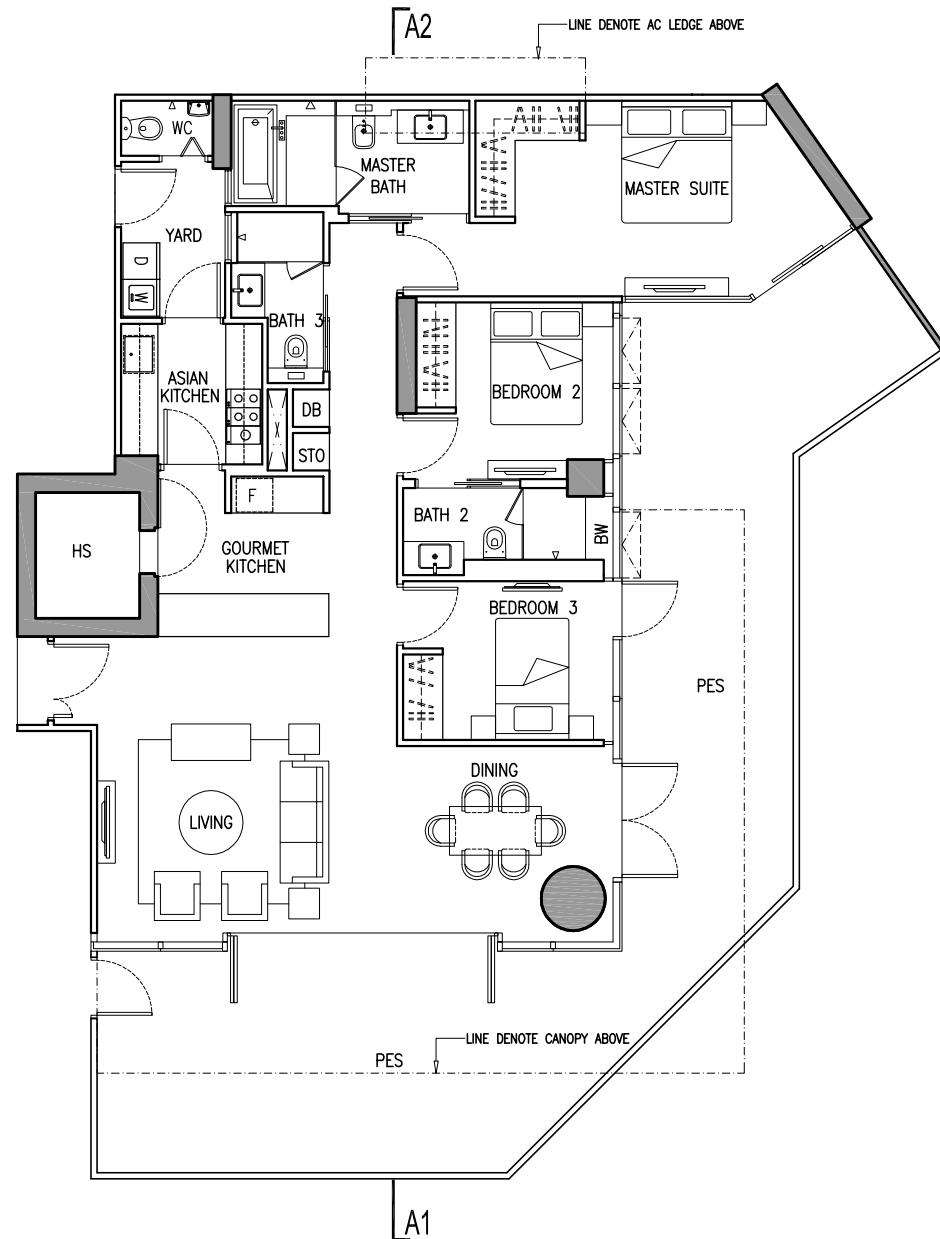 A2
LINE DENOTE AC LEDGE ABOVE
WC
MASTER
BATH
MASTER SUITE
YARD
D
W
BATH 3
ASIAN
KITCHEN
BEDROOM 2
DB
STO
F
BATH 2
BW
HS
GOURMET
KITCHEN
BEDROOM 3
PES
DINING
LIVING
LINE DENOTE CANOPY ABOVE
PES
A1